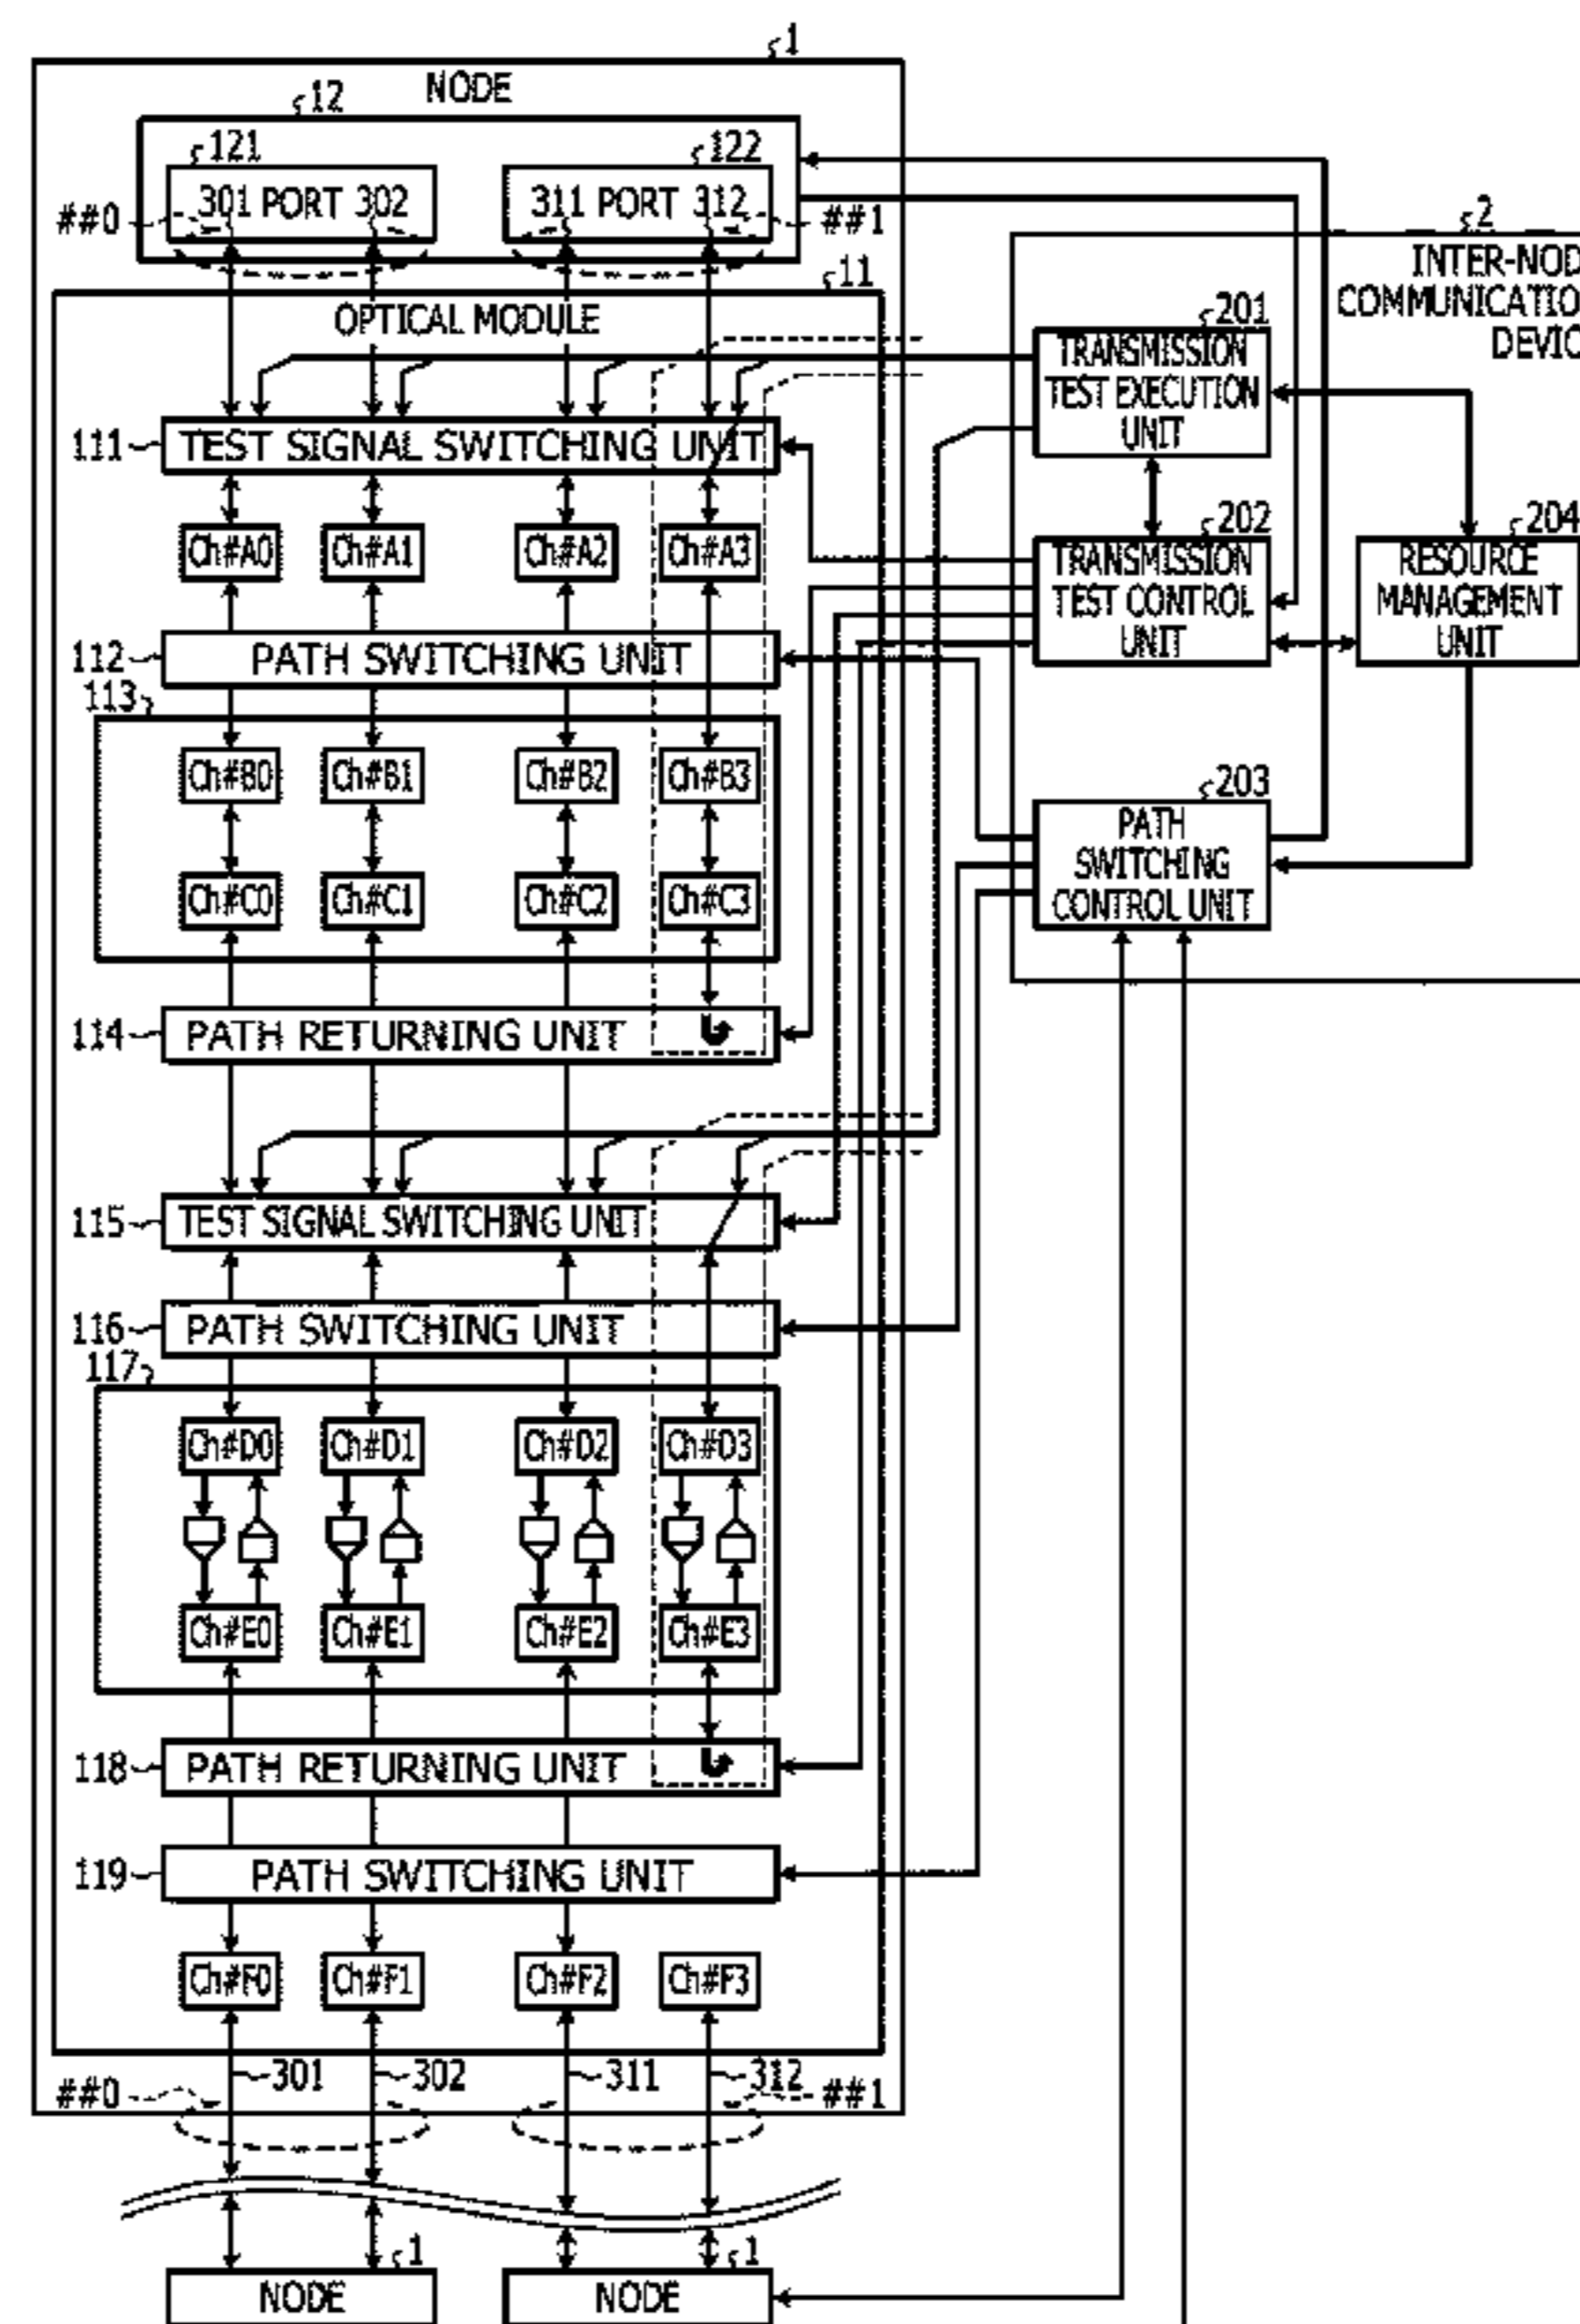 1
NODE
12
121
122
301 PORT 302
311 PORT 312
##0
##1
2
INTER-NOD
COMMUNICATIO
DEVIC
11
OPTICAL MODULE
201
TRANSMISSION
TEST EXECUTION
UNIT
111
TEST SIGNAL SWITCHING UNIT
Ch#A0
Ch#A1
Ch#A2
Ch#A3
202
TRANSMISSION
TEST CONTROL
UNIT
204
RESOURCE
MANAGEMENT
UNIT
112
PATH SWITCHING UNIT
113
Ch#B0
Ch#B1
Ch#B2
Ch#B3
203
PATH
SWITCHING
CONTROL UNIT
Ch#C0
Ch#C1
Ch#C2
Ch#C3
114
PATH RETURNING UNIT
115
TEST SIGNAL SWITCHING UNIT
116
PATH SWITCHING UNIT
117
Ch#D0
Ch#D1
Ch#D2
Ch#D3
Ch#E0
Ch#E1
Ch#E2
Ch#E3
118
PATH RETURNING UNIT
119
PATH SWITCHING UNIT
Ch#F0
Ch#F1
Ch#F2
Ch#F3
301
302
311
312
##0
##1
1
NODE
1
NODE